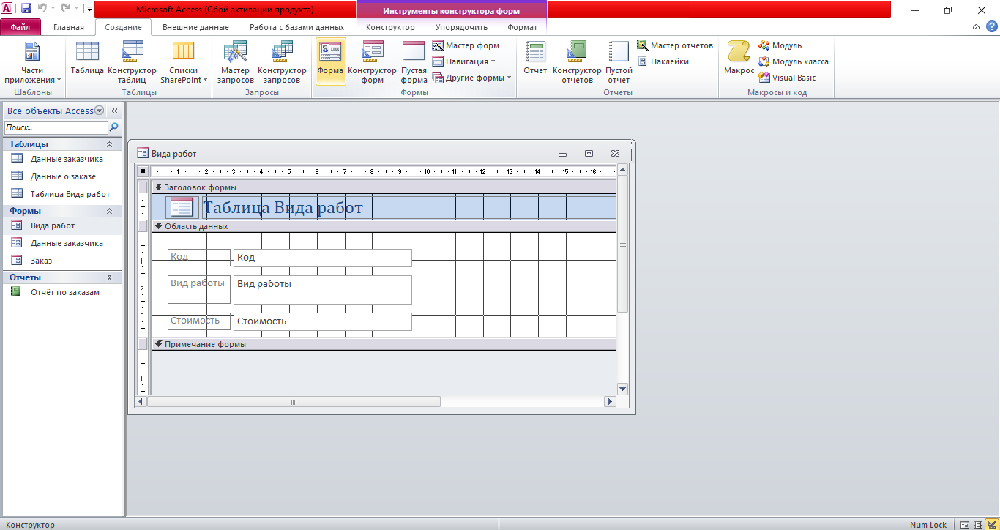 Microsoft Access (Сбой активации продукта)
Инструменты конструктора форм
Файл Главная Создание Внешние данные Работа с базами данных Конструктор Упорядочить Формат
Части приложения
Шаблоны
Таблица
Конструктор таблиц
Списки SharePoint
Таблицы
Мастер запросов
Конструктор запросов
Запросы
Форма
Конструктор форм
Пустая форма
Мастер форм
Навигация
Другие формы
Формы
Отчет
Конструктор отчетов
Пустой отчет
Мастер отчетов
Наклейки
Отчеты
Макрос
Модуль
Модуль класса
Visual Basic
Макросы и код
Все объекты Access
Поиск...
Таблицы
Данные заказчика
Данные о заказе
Таблица Вида работ
Формы
Вида работ
Данные заказчика
Заказ
Отчеты
Отчёт по заказам
Вида работ
1 2 3 4 5 6 7 8 9 10 11 12 13 14 15 16
Заголовок формы
Таблица Вида работ
Область данных
Код Код
1
Вид работы Вид работы
2
Стоимость Стоимость
3
Примечание формы
1
Конструктор
Num Lock